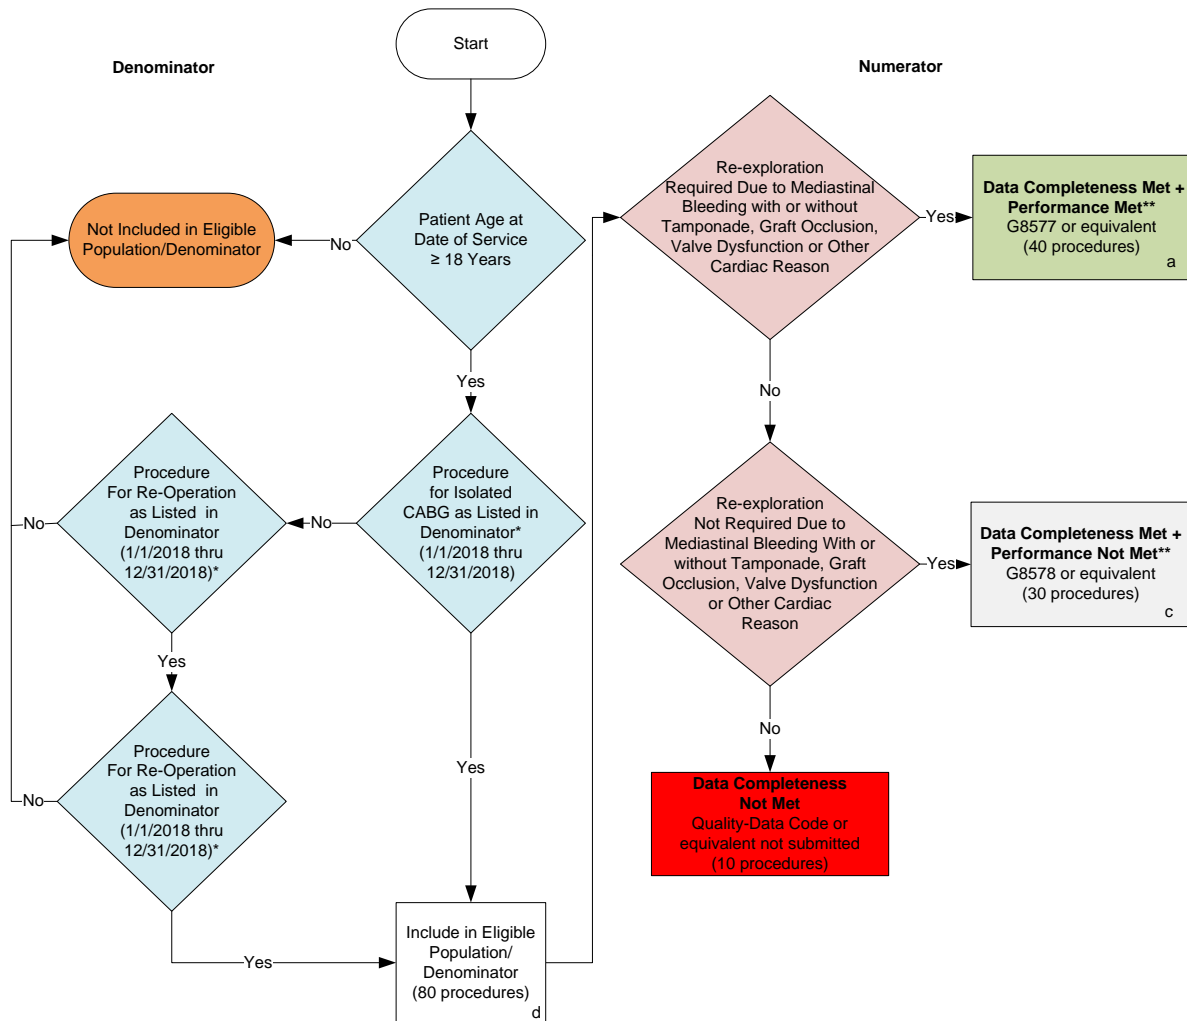 Start
Denominator
Numerator
Patient Age at
Date of Service
≥ 18 Years
No
Not Included in Eligible
Population/Denominator
Yes
Procedure
for Isolated
CABG as Listed in
Denominator*
(1/1/2018 thru
12/31/2018)
No
Procedure
For Re-Operation
as Listed in
Denominator
(1/1/2018 thru
12/31/2018)*
No
Yes
Procedure
For Re-Operation
as Listed in
Denominator
(1/1/2018 thru
12/31/2018)*
No
Yes
Yes
Include in Eligible
Population/
Denominator
(80 procedures)
d
Re-exploration
Required Due to Mediastinal
Bleeding with or without
Tamponade, Graft Occlusion,
Valve Dysfunction or Other
Cardiac Reason
Yes
Data Completeness Met +
Performance Met**
G8577 or equivalent
(40 procedures)
a
No
Re-exploration
Not Required Due to
Mediastinal Bleeding With or
without Tamponade, Graft
Occlusion, Valve Dysfunction
or Other Cardiac
Reason
Yes
Data Completeness Met +
Performance Not Met**
G8578 or equivalent
(30 procedures)
c
No
Data Completeness
Not Met
Quality-Data Code or
equivalent not submitted
(10 procedures)